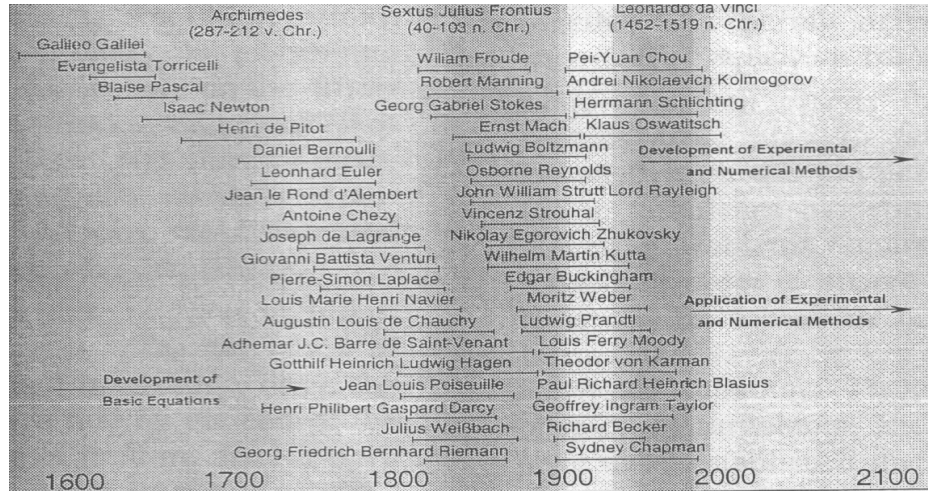 Archimedes
(287-212 v. Chr.)
Sextus Julius Frontius
(40-103 n. Chr.)
Leonardo da Vinci
(1452-1519 n. Chr.)
Galileo Galilei
Evangelista Torricelli
Blaise Pascal
Isaac Newton
Henri de Pitot
Daniel Bernoulli
Leonhard Euler
Jean le Rond d'Alembert
Antoine Chezy
Joseph de Lagrange
Giovanni Battista Venturi
Pierre-Simon Laplace
Louis Marie Henri Navier
Augustin Louis de Chauchy
Adhemar J.C. Barre de Saint-Venant
Gotthilf Heinrich Ludwig Hagen
Jean Louis Poiseuille
Henri Philibert Gaspard Darcy
Julius Weißbach
Georg Friedrich Bernhard Riemann
Wiliam Froude
Robert Manning
Georg Gabriel Stokes
Ernst Mach
Ludwig Boltzmann
Osborne Reynolds
John William Strutt Lord Rayleigh
Vincenz Strouhal
Nikolay Egorovich Zhukovsky
Wilhelm Martin Kutta
Edgar Buckingham
Moritz Weber
Ludwig Prandtl
Louis Ferry Moody
Theodor von Karman
Paul Richard Heinrich Blasius
Geoffrey Ingram Taylor
Richard Becker
Sydney Chapman
Pei-Yuan Chou
Andrei Nikolaevich Kolmogorov
Herrmann Schlichting
Klaus Oswatitsch
Development of Experimental
and Numerical Methods
Application of Experimental
and Numerical Methods
Development of
Basic Equations
1600 1700 1800 1900 2000 2100